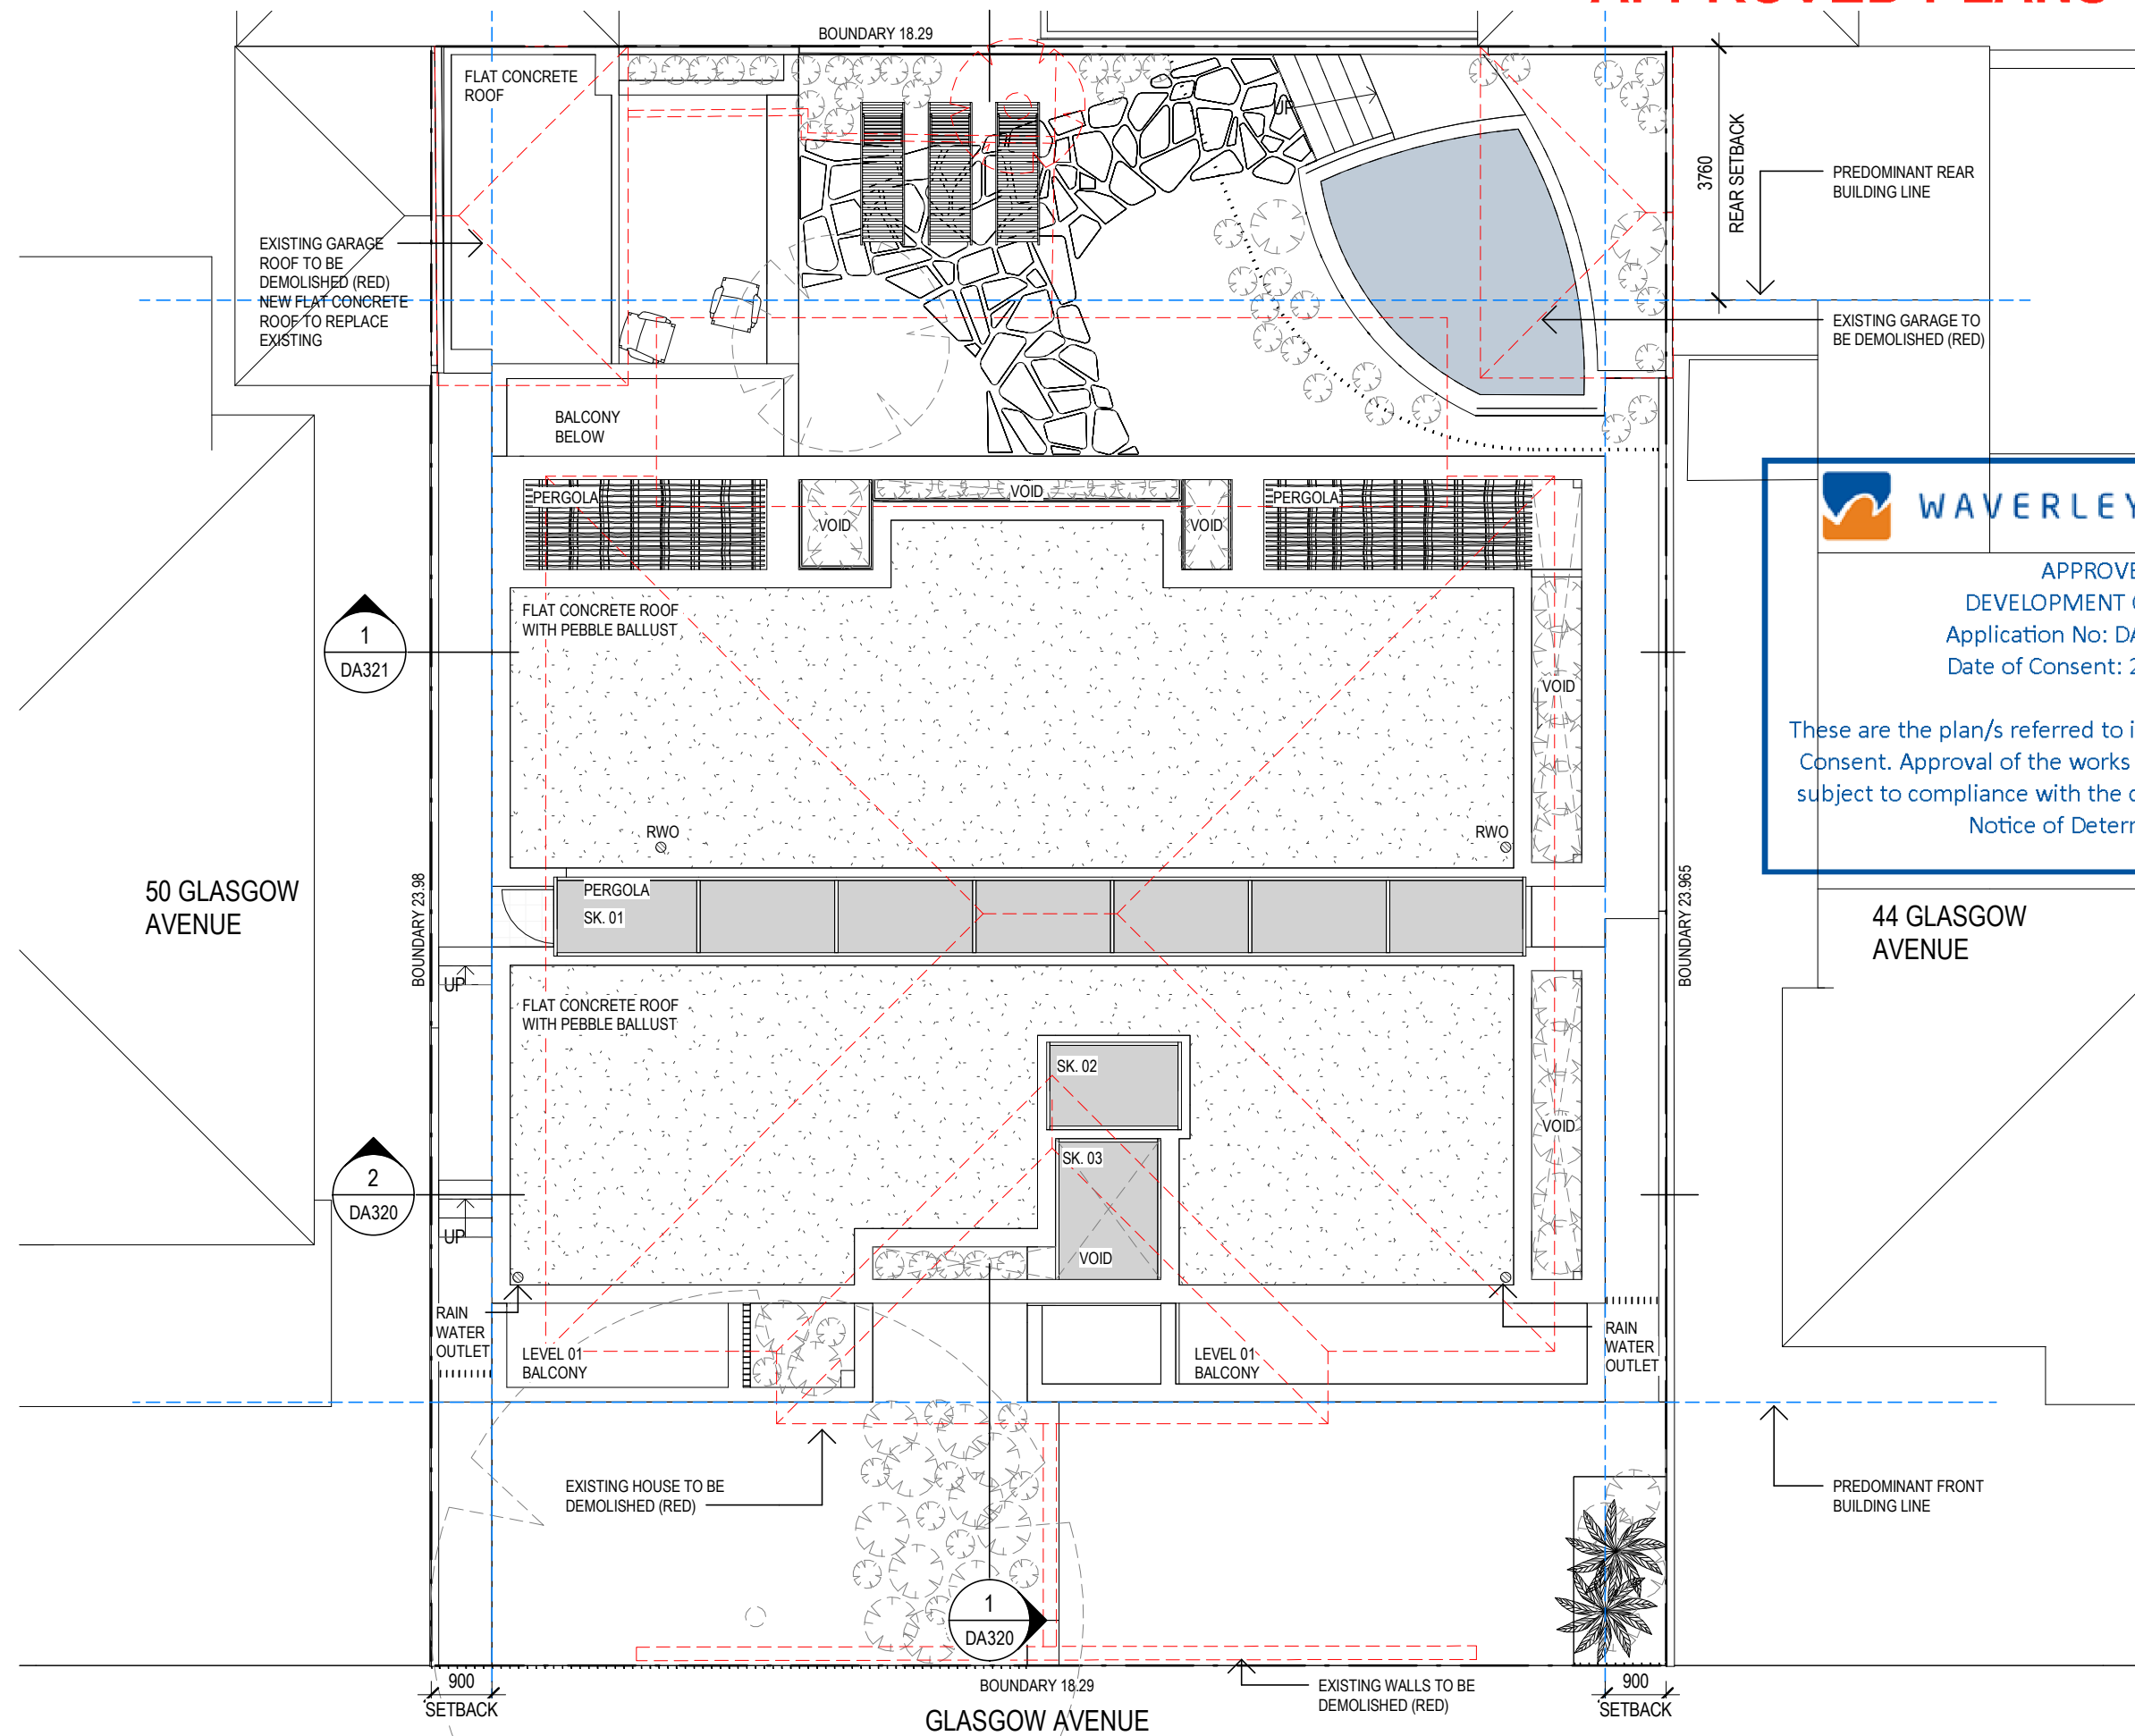 APPROVED PLANS
BOUNDARY 18.29
FLAT CONCRETE
ROOF
UP
3760
REAR SETBACK
PREDOMINANT REAR
BUILDING LINE
EXISTING GARAGE
ROOF TO BE
DEMOLISHED (RED)
NEW FLAT CONCRETE
ROOF TO REPLACE
EXISTING
EXISTING GARAGE TO
BE DEMOLISHED (RED)
BALCONY
BELOW
PERGOLA
VOID
VOID
VOID
PERGOLA
WAVERLEY
APPROVE
DEVELOPMENT
Application No: DA
Date of Consent: 2
These are the plan/s referred to i
Consent. Approval of the works
subject to compliance with the
Notice of Deter
FLAT CONCRETE ROOF
WITH PEBBLE BALLUST
1
DA321
VOID
RWO
RWO
50 GLASGOW
AVENUE
BOUNDARY 23.98
PERGOLA
SK. 01
BOUNDARY 23.965
44 GLASGOW
AVENUE
UP
FLAT CONCRETE ROOF
WITH PEBBLE BALLUST
SK. 02
VOID
SK. 03
2
DA320
UP
VOID
RAIN
WATER
OUTLET
LEVEL 01
BALCONY
LEVEL 01
BALCONY
RAIN
WATER
OUTLET
EXISTING HOUSE TO BE
DEMOLISHED (RED)
PREDOMINANT FRONT
BUILDING LINE
1
DA320
900
SETBACK
BOUNDARY 18.29
EXISTING WALLS TO BE
DEMOLISHED (RED)
900
SETBACK
GLASGOW AVENUE